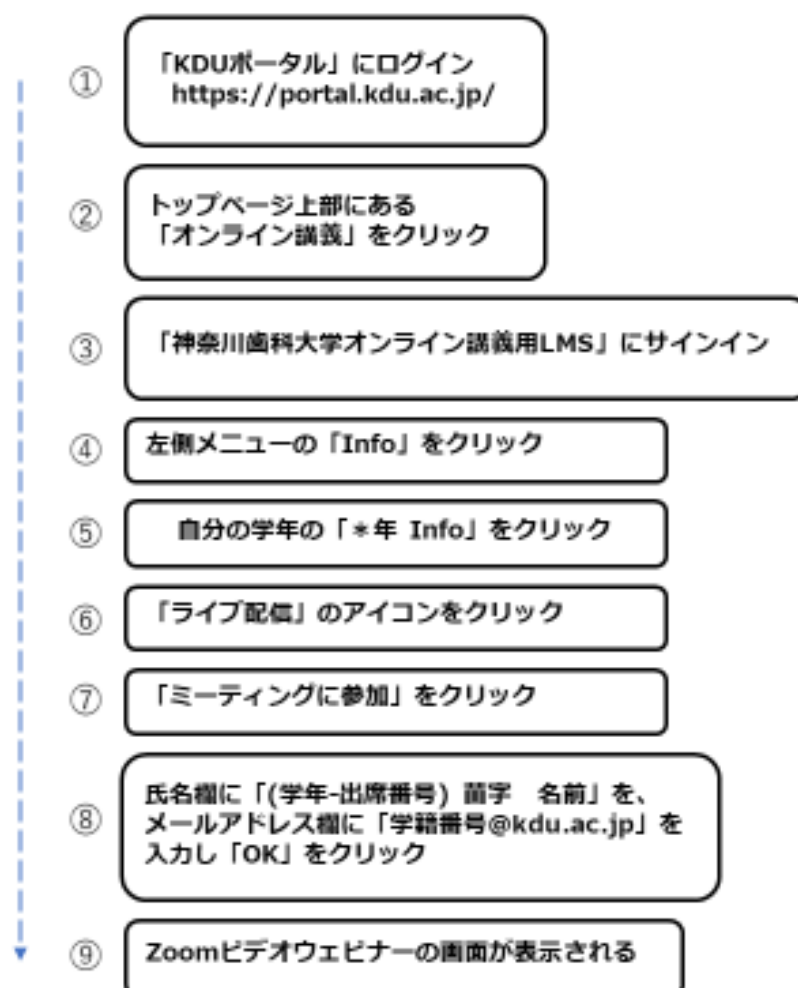 ①
「KDUポータル」にログイン
https://portal.kdu.ac.jp/
②
トップページ上部にある
「オンライン講義」をクリック
③
「神奈川歯科大学オンライン講義用LMS」にサインイン
④
左側メニューの「Info」をクリック
⑤
自分の学年の「＊年 Info」をクリック
⑥
「ライブ配信」のアイコンをクリック
⑦
「ミーティングに参加」をクリック
⑧
氏名欄に「(学年-出席番号) 苗字　名前」を、
メールアドレス欄に「学籍番号@kdu.ac.jp」を
入力し「OK」をクリック
⑨
Zoomビデオウェビナーの画面が表示される